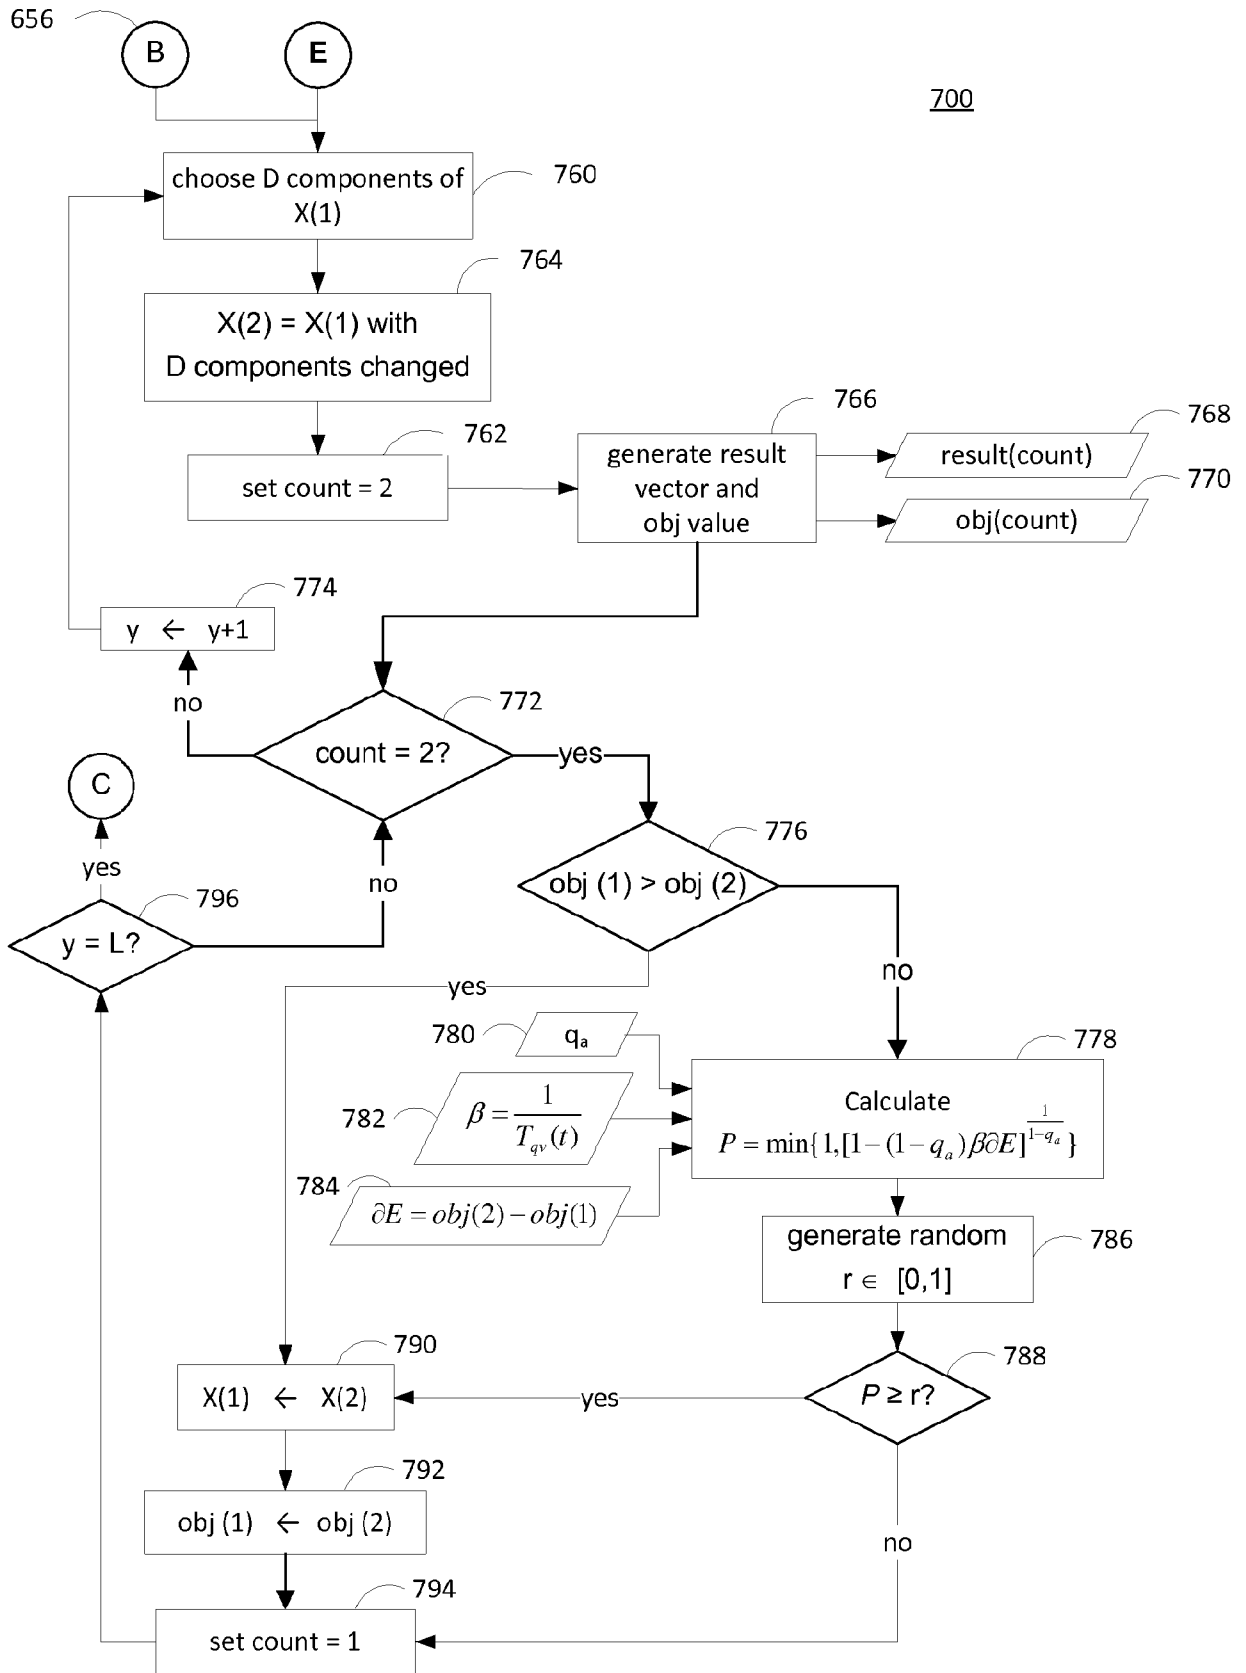 656
B
E
700
choose D components of
X(1)
760
764
X(2) = X(1) with
D components changed
762
set count = 2
766
generate result
vector and
obj value
768
result(count)
770
obj(count)
774
y ← y+1
no
772
count = 2?
yes
C
yes
796
y = L?
no
776
obj (1) > obj (2)
no
yes
780
qₐ
782
β = 1/T_qv(t)
784
∂E = obj(2) − obj(1)
778
Calculate
P = min{1,[1−(1−qₐ)β∂E]^(1/(1−qₐ))}
generate random
r ∈ [0,1]
786
788
P ≥ r?
yes
790
X(1) ← X(2)
792
obj (1) ← obj (2)
no
794
set count = 1